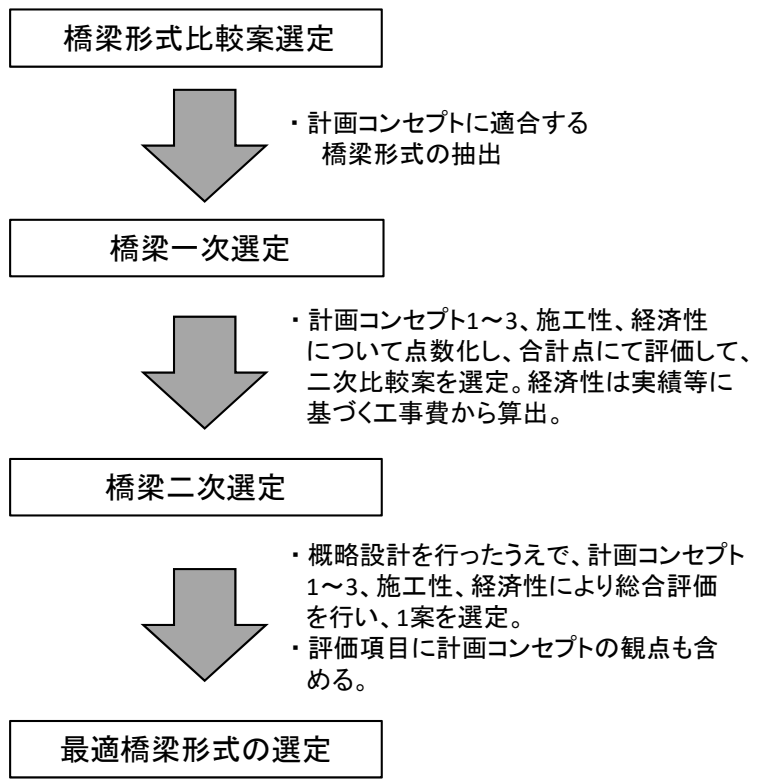 橋梁形式比較案選定
・計画コンセプトに適合する
橋梁形式の抽出
橋梁一次選定
・計画コンセプト1～3、施工性、経済性
について点数化し、合計点にて評価して、
二次比較案を選定。経済性は実績等に
基づく工事費から算出。
橋梁二次選定
・概略設計を行ったうえで、計画コンセプト
1～3、施工性、経済性により総合評価
を行い、1案を選定。
・評価項目に計画コンセプトの観点も含
める。
最適橋梁形式の選定